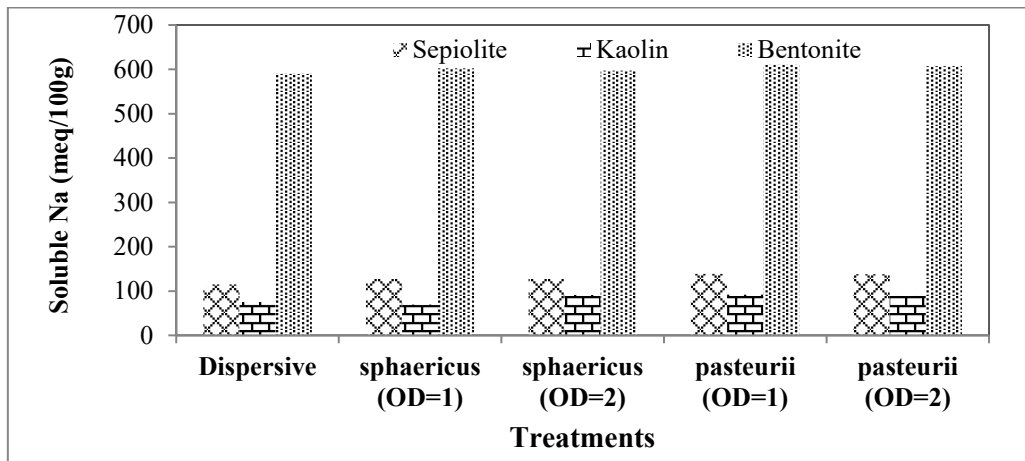 700
600
500
400
300
200
100
0
Soluble Na (meq/100g)
Sepiolite Kaolin Bentonite
Dispersive sphaericus sphaericus pasteurii pasteurii
(OD=1) (OD=2) (OD=1) (OD=2)
Treatments